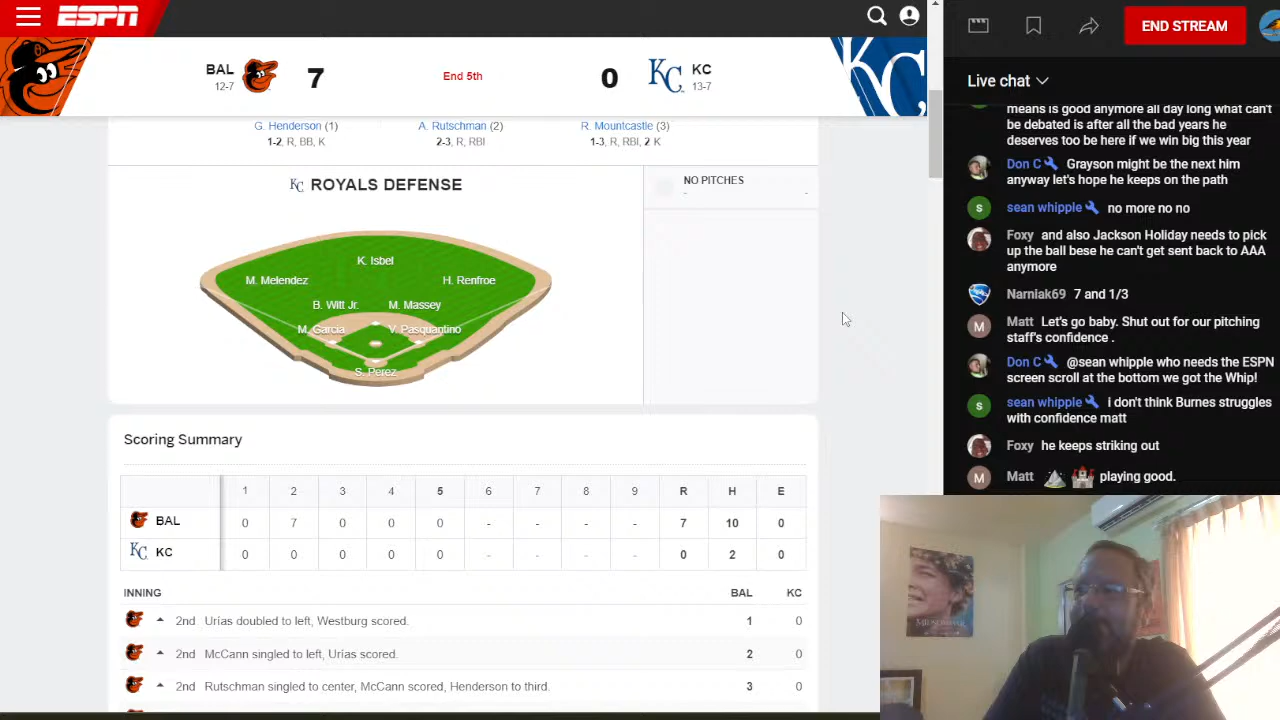 ESPN
END STREAM
BAL
12-7
7
End 5th
0
KC
KC
13-7
KC
G. Henderson (1)
1-2, R, BB, K
A. Rutschman (2)
2-3, R, RBI
R. Mountcastle (3)
1-3, R, RBI, 2 K
KC ROYALS DEFENSE
NO PITCHES
-
-
K. Isbel
M. Melendez
H. Renfroe
B. Witt Jr.
M. Massey
M. Garcia
V. Pasquantino
S. Perez
Scoring Summary
1 2 3 4 5 6 7 8 9 R H E
BAL 0 7 0 0 0 - - - - 7 10 0
KC KC 0 0 0 0 0 - - - - 0 2 0
INNING BAL KC
2nd Urías doubled to left, Westburg scored. 1 0
2nd McCann singled to left, Urías scored. 2 0
2nd Rutschman singled to center, McCann scored, Henderson to third. 3 0
Live chat
means is good anymore all day long what can't
be debated is after all the bad years he
deserves too be here if we win big this year
Don C Grayson might be the next him
anyway let's hope he keeps on the path
S
sean whipple no more no no
Foxy and also Jackson Holiday needs to pick
up the ball bese he can't get sent back to AAA
anymore
Narniak69 7 and 1/3
M
Matt Let's go baby. Shut out for our pitching
staff's confidence .
Don C @sean whipple who needs the ESPN
screen scroll at the bottom we got the Whip!
S
sean whipple i don't think Burnes struggles
with confidence matt
Foxy he keeps striking out
M
Matt playing good.